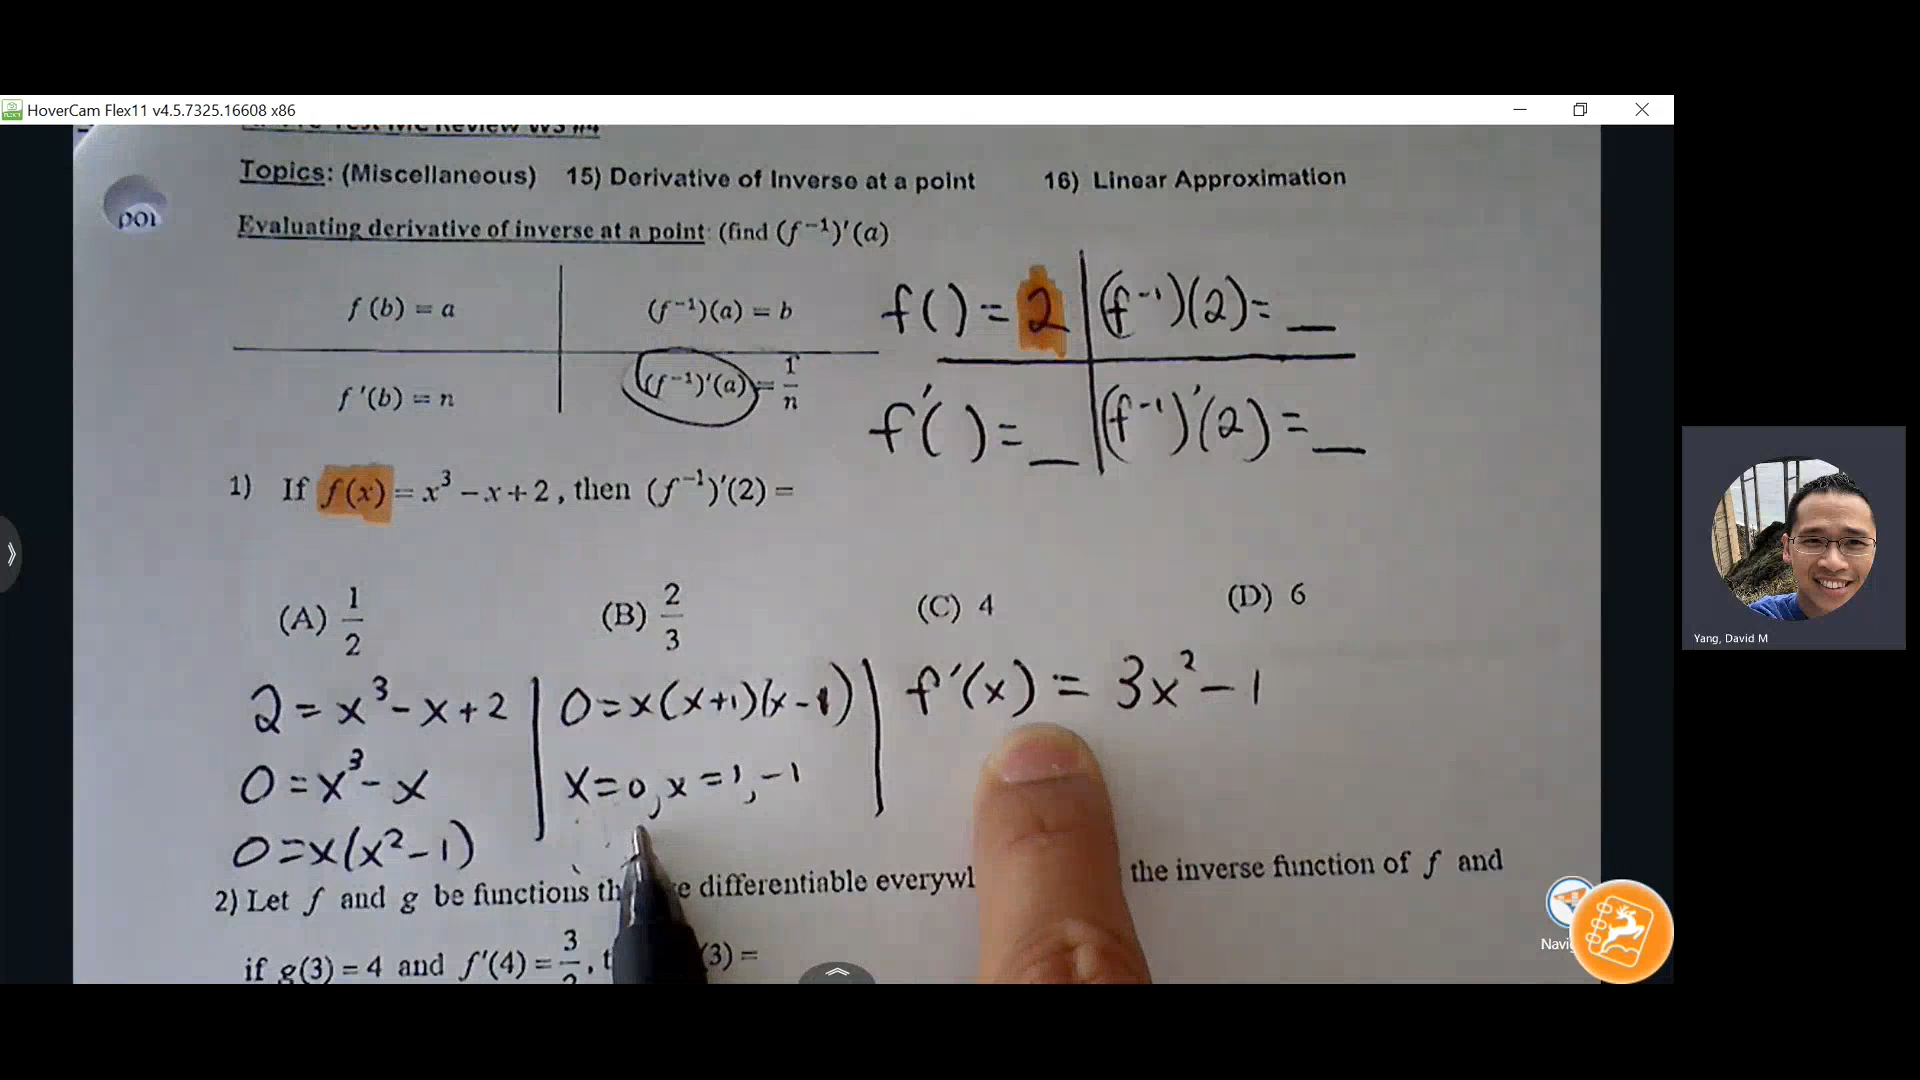 HoverCam Flex11 v4.5.7325.16608 x86
Topics: (Miscellaneous) 15) Derivative of Inverse at a point 16) Linear Approximation
Evaluating derivative of inverse at a point: (find (f⁻¹)'(a)
f(b) = a (f⁻¹)(a) = b
f'(b) = n (f⁻¹)'(a) = 1/n
f( ) = 2 (f⁻¹)(2) = _
f'( ) = _ (f⁻¹)'(2) = _
1) If f(x) = x³ − x + 2, then (f⁻¹)'(2) =
(A) 1/2 (B) 2/3 (C) 4 (D) 6
2 = x³ − x + 2
0 = x³ − x
0 = x(x² − 1)
0 = x(x+1)(x−1)
x = 0, x = 1, −1
f'(x) = 3x² − 1
2) Let f and g be functions differentiable the inverse function of f and
if g(3) = 4 and f'(4) = (3) =
Yang, David M